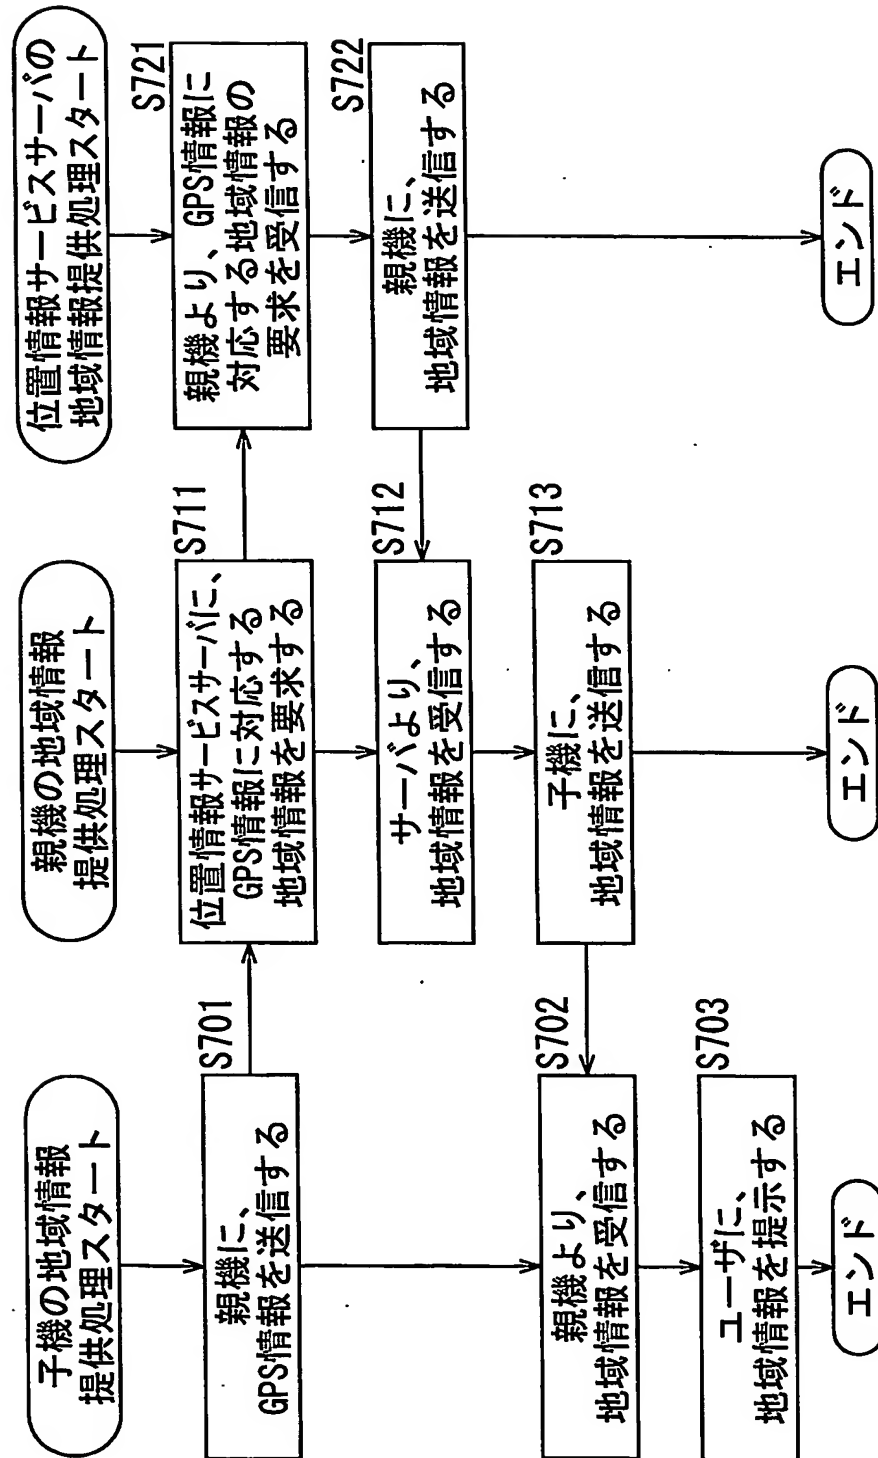 子機の地域情報
提供処理スタート
S701
親機に、
GPS情報を送信する
S702
親機より、
地域情報を受信する
S703
ユーザに、
地域情報を提示する
エンド
親機の地域情報
提供処理スタート
S711
位置情報サービスサーバに、
GPS情報に対応する
地域情報を要求する
S712
サーバより、
地域情報を受信する
S713
子機に、
地域情報を送信する
エンド
位置情報サービスサーバの
地域情報提供処理スタート
S721
親機より、GPS情報に
対応する地域情報の
要求を受信する
S722
親機に、
地域情報を送信する
エンド